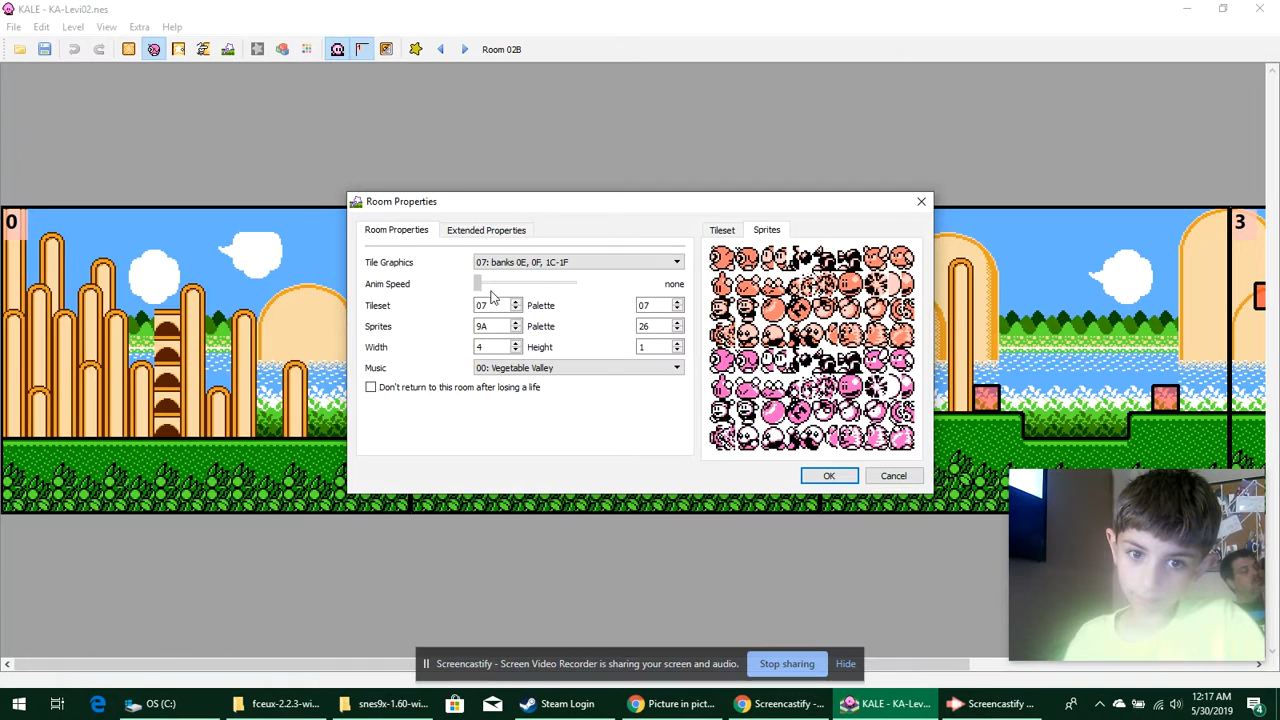 KALE - KA-Levi02.nes
File Edit Level View Extra Help
Room 02B
0
3
Room Properties
Room Properties Extended Properties Tileset Sprites
Tile Graphics 07: banks 0E, 0F, 1C-1F
Anim Speed none
Tileset 07 Palette 07
Sprites 9A Palette 26
Width 4 Height 1
Music 00: Vegetable Valley
Don't return to this room after losing a life
OK Cancel
Screencastify - Screen Video Recorder is sharing your screen and audio. Stop sharing Hide
OS (C:) fceux-2.2.3-wi... snes9x-1.60-win... Steam Login Picture in pict... Screencastify -... KALE - KA-Lev... Screencastify ... 12:17 AM
5/30/2019